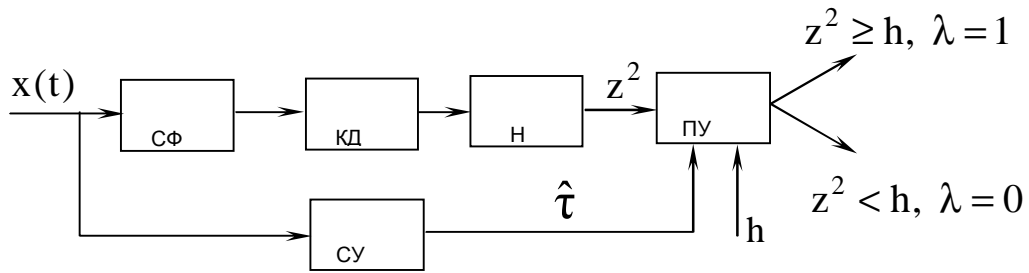 z² ≥ h, λ = 1
x(t)
z²
СФ
КД
Н
ПУ
τ̂
z² < h, λ = 0
h
СУ